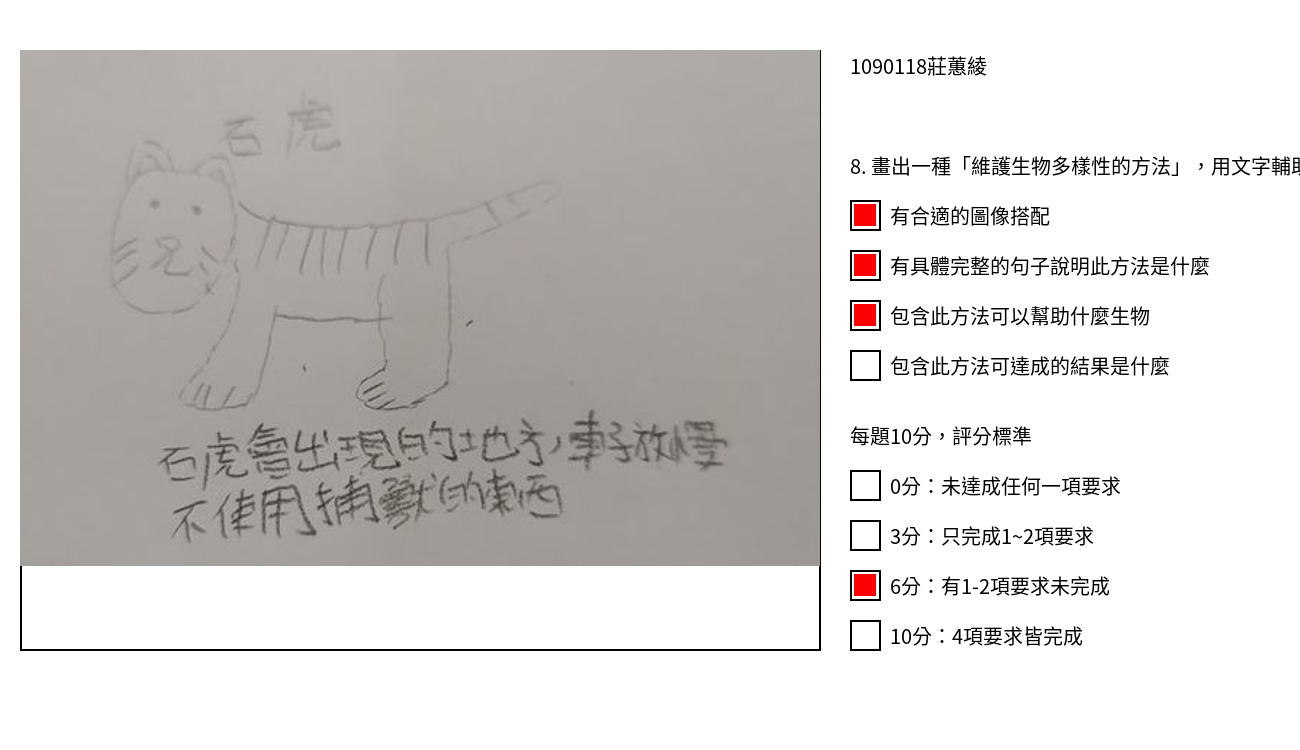 石虎
石虎會出現的地方,車子放慢
不使用捕獸的東西
1090118莊蕙綾
8. 畫出一種「維護生物多樣性的方法」，用文字輔
有合適的圖像搭配
有具體完整的句子說明此方法是什麼
包含此方法可以幫助什麼生物
包含此方法可達成的結果是什麼
每題10分，評分標準
0分：未達成任何一項要求
3分：只完成1~2項要求
6分：有1-2項要求未完成
10分：4項要求皆完成